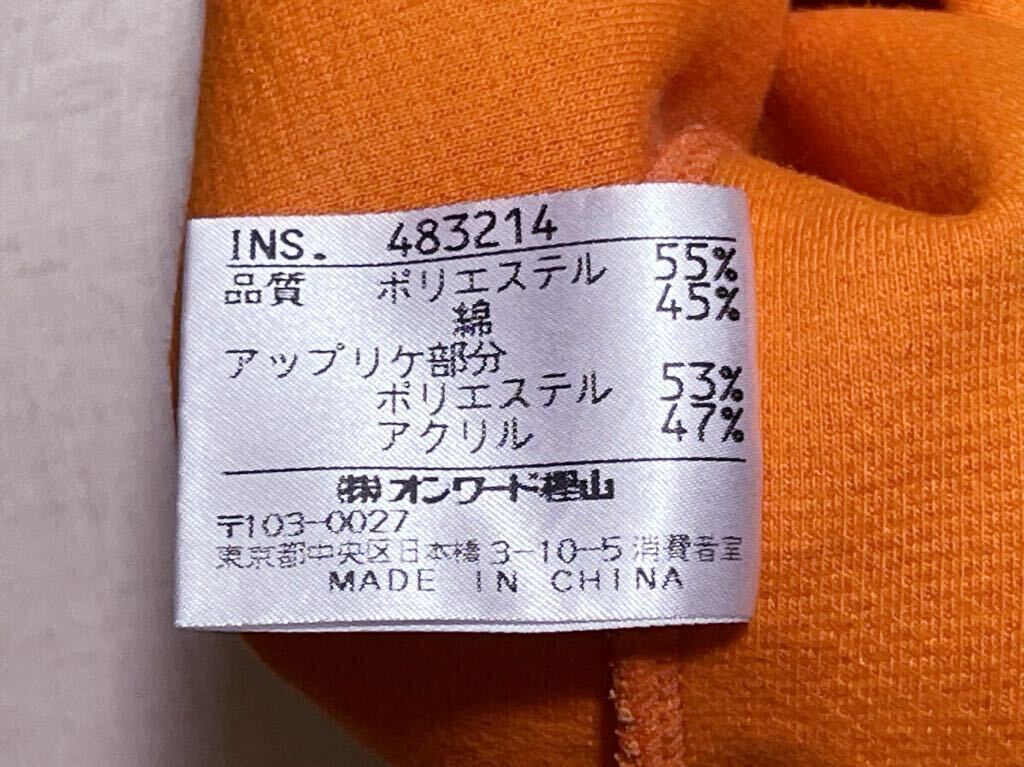 INS. 483214
品質 ポリエステル 55%
綿 45%
アップリケ部分
ポリエステル 53%
アクリル 47%
㈱オンワード樫山
〒103-0027
東京都中央区日本橋3-10-5 消費者室
MADE IN CHINA